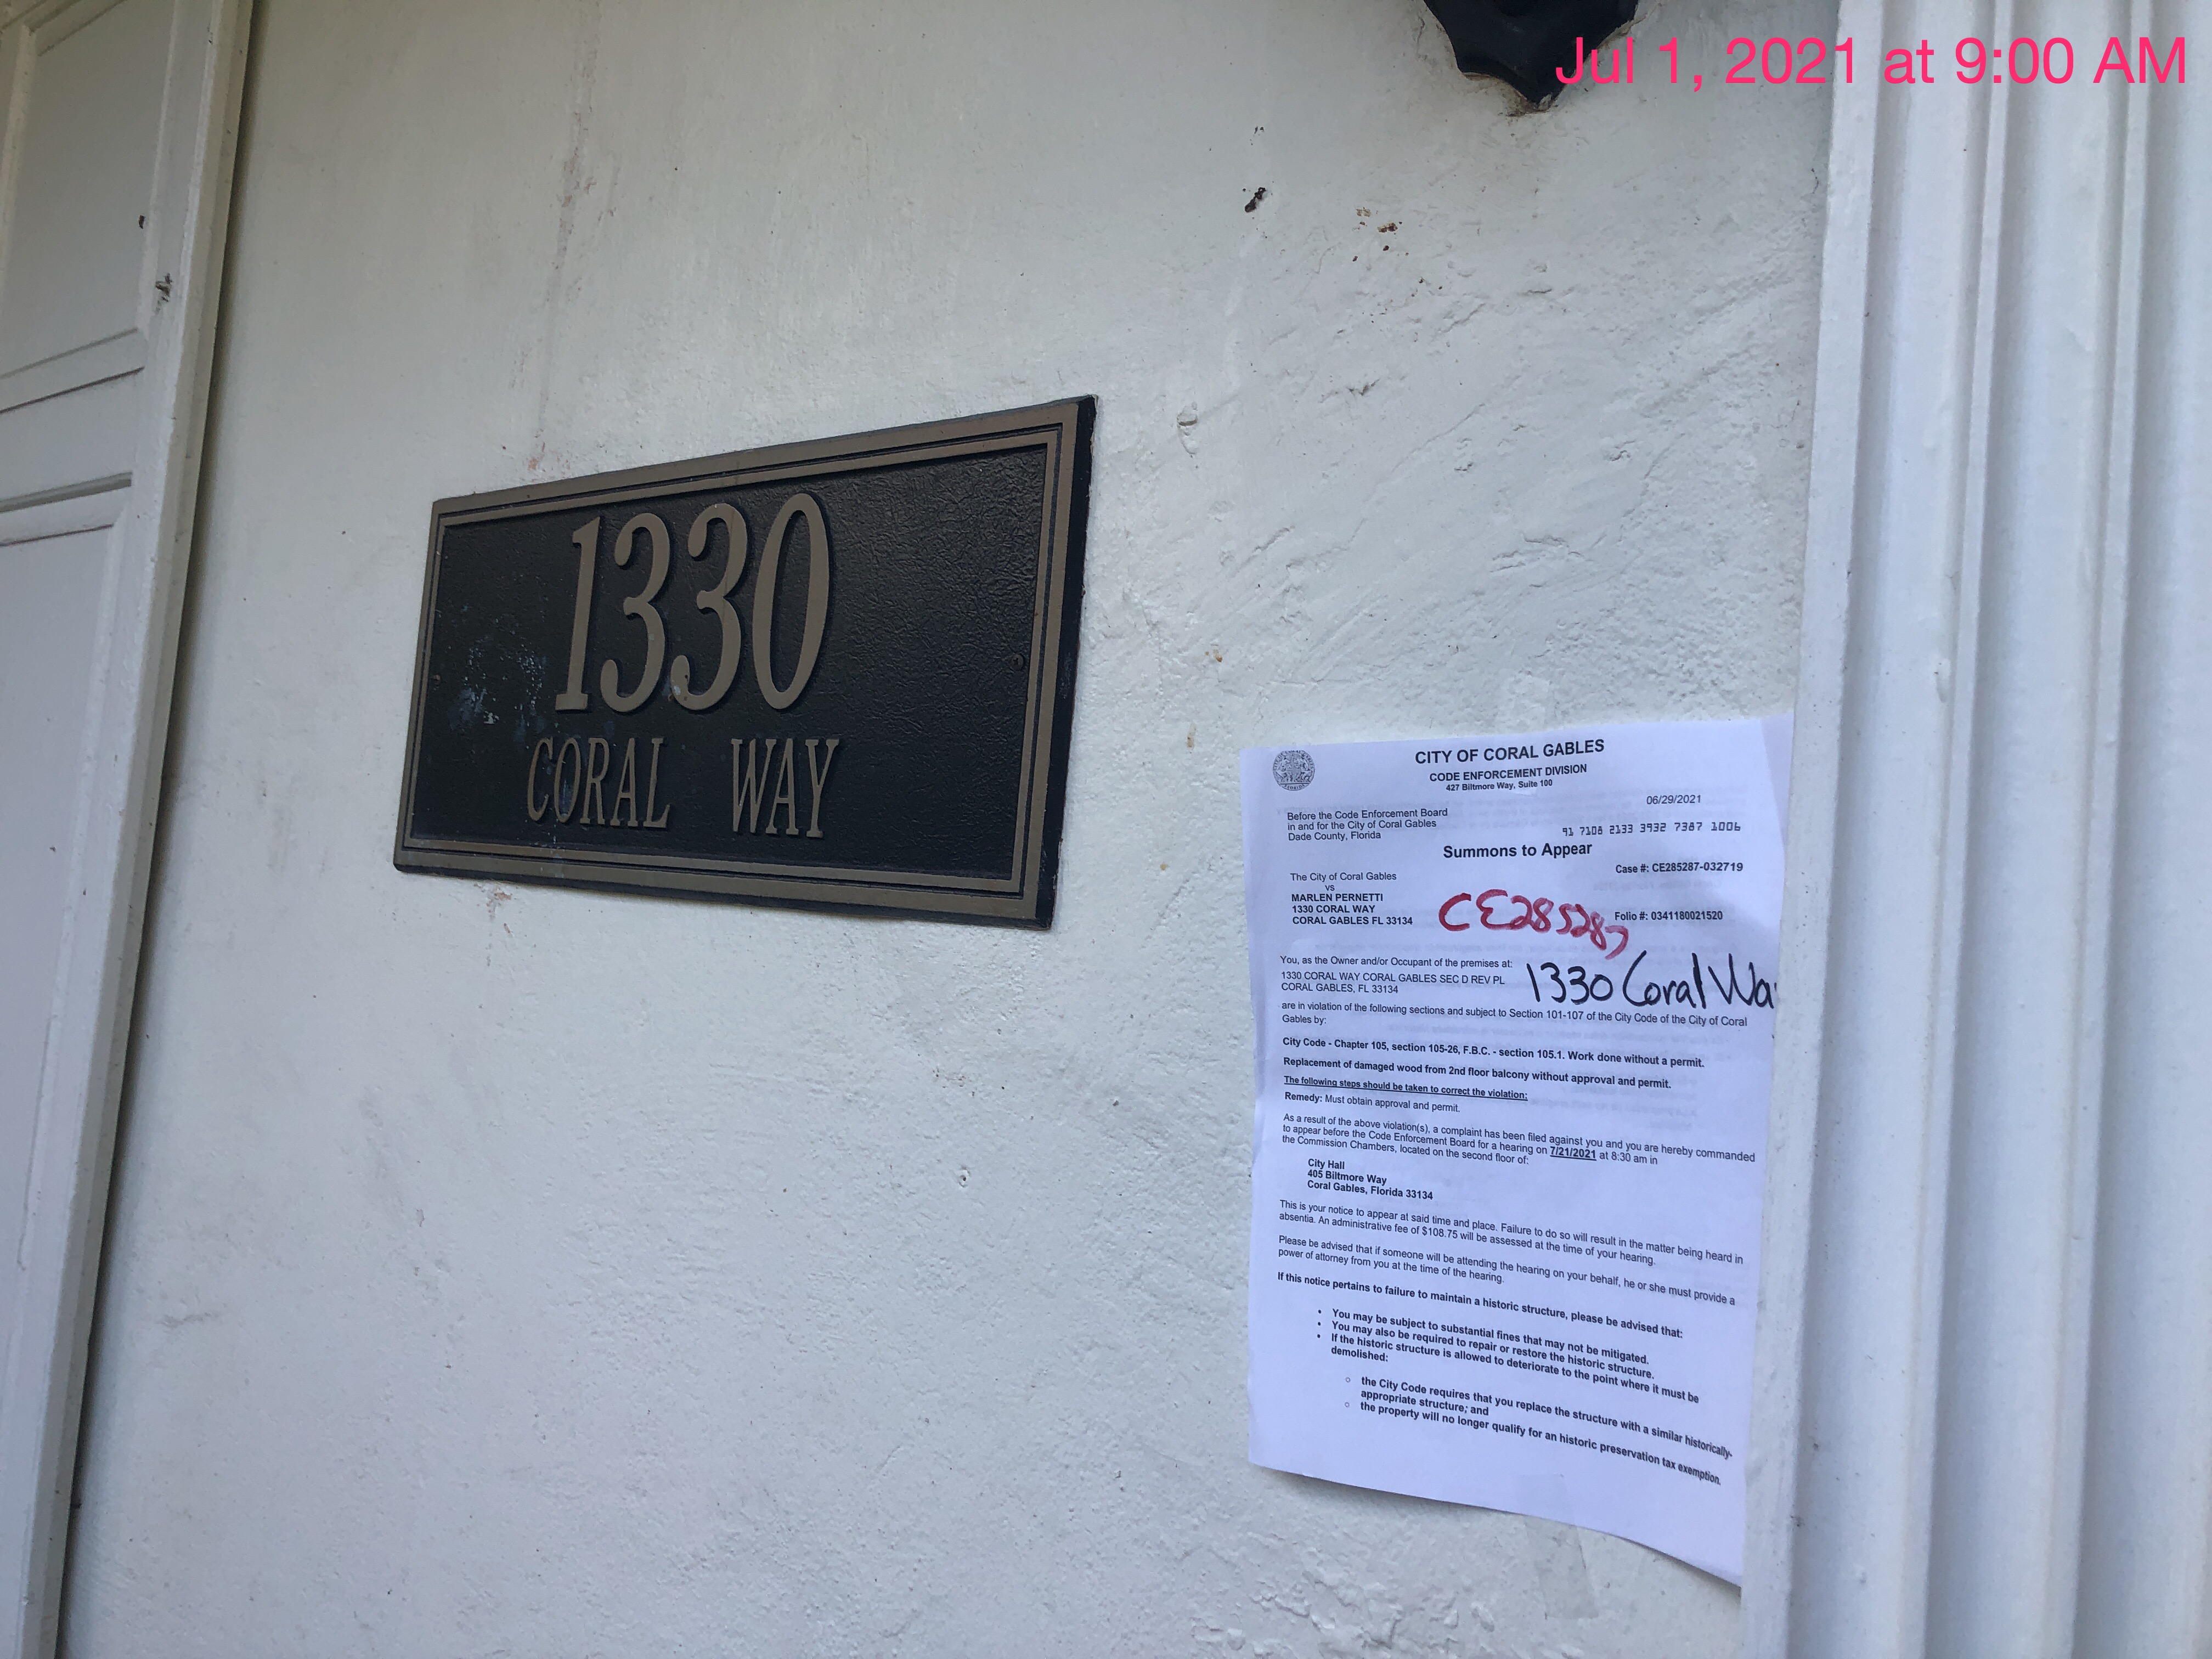 Jul 1, 2021 at 9:00 AM
1330
CORAL WAY
CITY OF CORAL GABLES
CODE ENFORCEMENT DIVISION
427 Biltmore Way, Suite 100
06/29/2021
Before the Code Enforcement Board
in and for the City of Coral Gables
Dade County, Florida
91 7108 2133 3932 7387 1006
Summons to Appear
Case #: CE285287-032719
The City of Coral Gables
vs
MARLEN PERNETTI
1330 CORAL WAY
CORAL GABLES FL 33134
CE285287
Folio #: 0341180021520
You, as the Owner and/or Occupant of the premises at:
1330 CORAL WAY CORAL GABLES SEC D REV PL
CORAL GABLES, FL 33134
1330 Coral Wa
are in violation of the following sections and subject to Section 101-107 of the City Code of the City of Coral
Gables by:
City Code - Chapter 105, section 105-26, F.B.C. - section 105.1. Work done without a permit.
Replacement of damaged wood from 2nd floor balcony without approval and permit.
The following steps should be taken to correct the violation:
Remedy: Must obtain approval and permit.
As a result of the above violation(s), a complaint has been filed against you and you are hereby commanded
to appear before the Code Enforcement Board for a hearing on 7/21/2021 at 8:30 am in
the Commission Chambers, located on the second floor of:
City Hall
405 Biltmore Way
Coral Gables, Florida 33134
This is your notice to appear at said time and place. Failure to do so will result in the matter being heard in
absentia. An administrative fee of $108.75 will be assessed at the time of your hearing.
Please be advised that if someone will be attending the hearing on your behalf, he or she must provide a
power of attorney from you at the time of the hearing.
If this notice pertains to failure to maintain a historic structure, please be advised that:
• You may be subject to substantial fines that may not be mitigated.
• You may also be required to repair or restore the historic structure.
• If the historic structure is allowed to deteriorate to the point where it must be
demolished:
○ the City Code requires that you replace the structure with a similar historically-
appropriate structure; and
○ the property will no longer qualify for an historic preservation tax exemption.